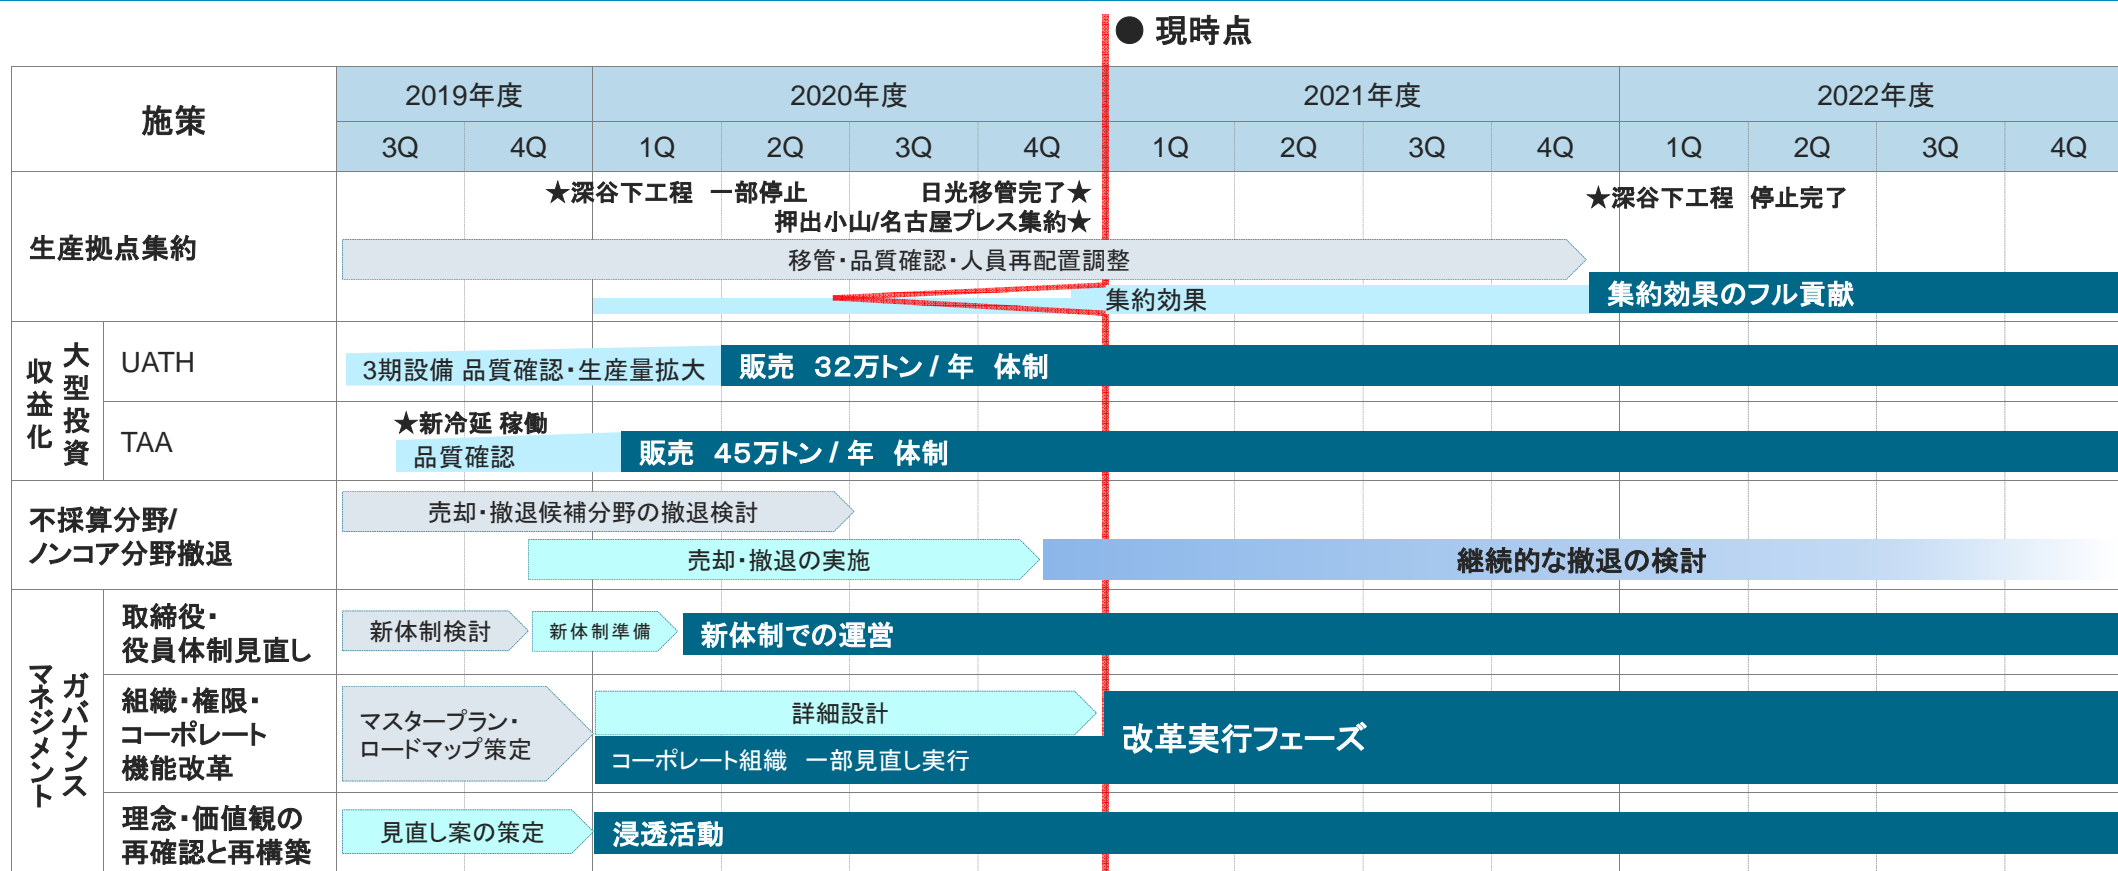 ● 現時点
施策
2019年度
2020年度
2021年度
2022年度
3Q
4Q
1Q
2Q
3Q
4Q
1Q
2Q
3Q
4Q
1Q
2Q
3Q
4Q
生産拠点集約
★深谷下工程 一部停止
日光移管完了★
押出小山/名古屋プレス集約★
★深谷下工程 停止完了
移管・品質確認・人員再配置調整
集約効果
集約効果のフル貢献
大型投資
収益化
UATH
3期設備 品質確認・生産量拡大
販売 32万トン / 年 体制
TAA
★新冷延 稼働
品質確認
販売 45万トン / 年 体制
不採算分野/
ノンコア分野撤退
売却・撤退候補分野の撤退検討
売却・撤退の実施
継続的な撤退の検討
ガバナンス
マネジメント
取締役・
役員体制見直し
新体制検討
新体制準備
新体制での運営
組織・権限・
コーポレート
機能改革
マスタープラン・
ロードマップ策定
詳細設計
コーポレート組織 一部見直し実行
改革実行フェーズ
理念・価値観の
再確認と再構築
見直し案の策定
浸透活動